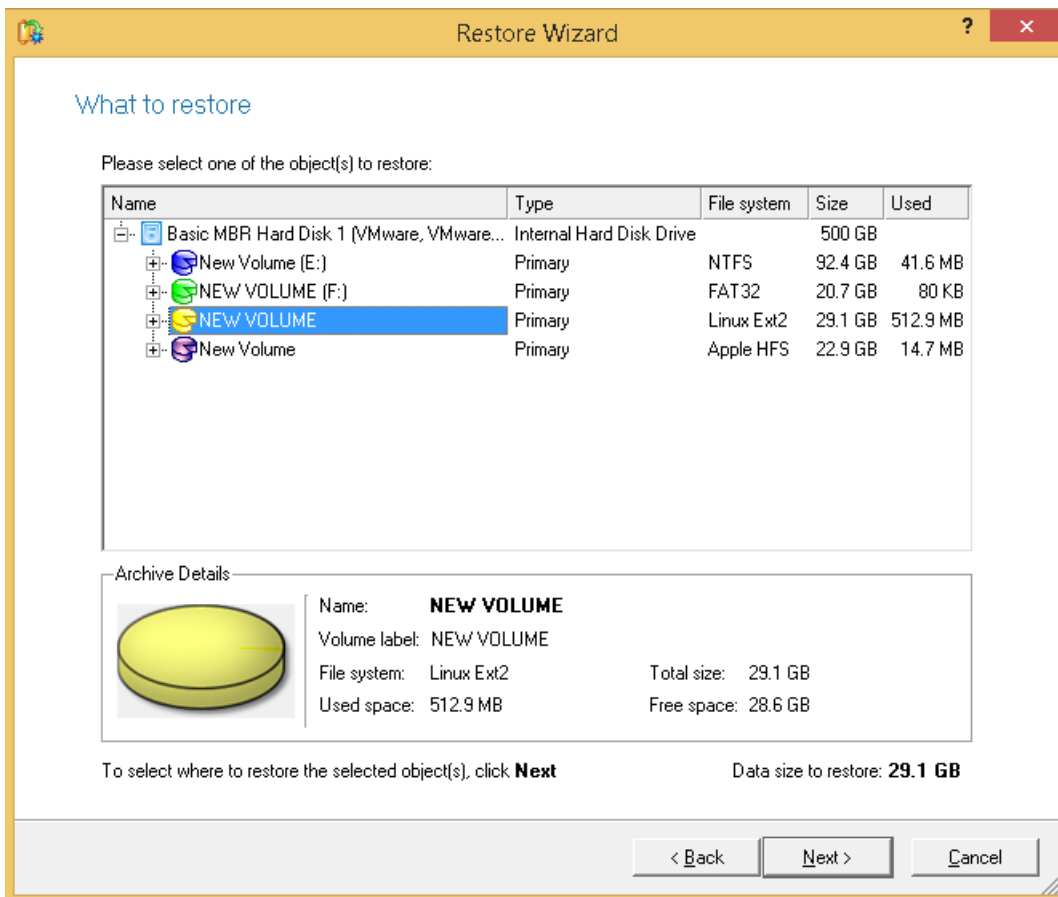 Restore Wizard
?
What to restore
Please select one of the object(s) to restore:
Name Type File system Size Used
Basic MBR Hard Disk 1 (VMware, VMware... Internal Hard Disk Drive 500 GB
New Volume (E:) Primary NTFS 92.4 GB 41.6 MB
NEW VOLUME (F:) Primary FAT32 20.7 GB 80 KB
NEW VOLUME Primary Linux Ext2 29.1 GB 512.9 MB
New Volume Primary Apple HFS 22.9 GB 14.7 MB
Archive Details
Name: NEW VOLUME
Volume label: NEW VOLUME
File system: Linux Ext2 Total size: 29.1 GB
Used space: 512.9 MB Free space: 28.6 GB
To select where to restore the selected object(s), click Next Data size to restore: 29.1 GB
< Back Next > Cancel